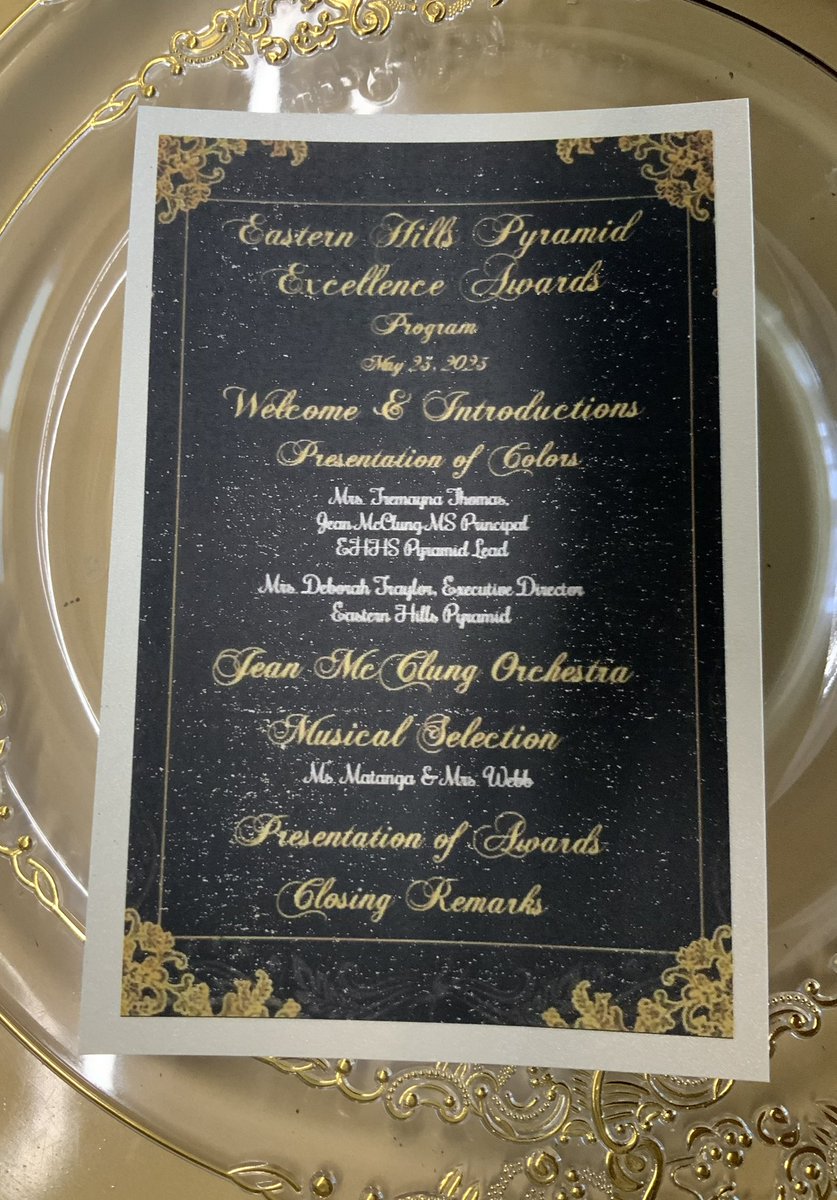 Eastern Hills Pyramid
Excellence Awards
Program
May 23, 2025
Welcome & Introductions
Presentation of Colors
Mrs. Tremayna Thomas,
Jean McClung MS Principal
EHHS Pyramid Lead
Mrs. Deborah Traylor, Executive Director
Eastern Hills Pyramid
Jean McClung Orchestra
Musical Selection
Ms. Matanga & Mrs. Webb
Presentation of Awards
Closing Remarks